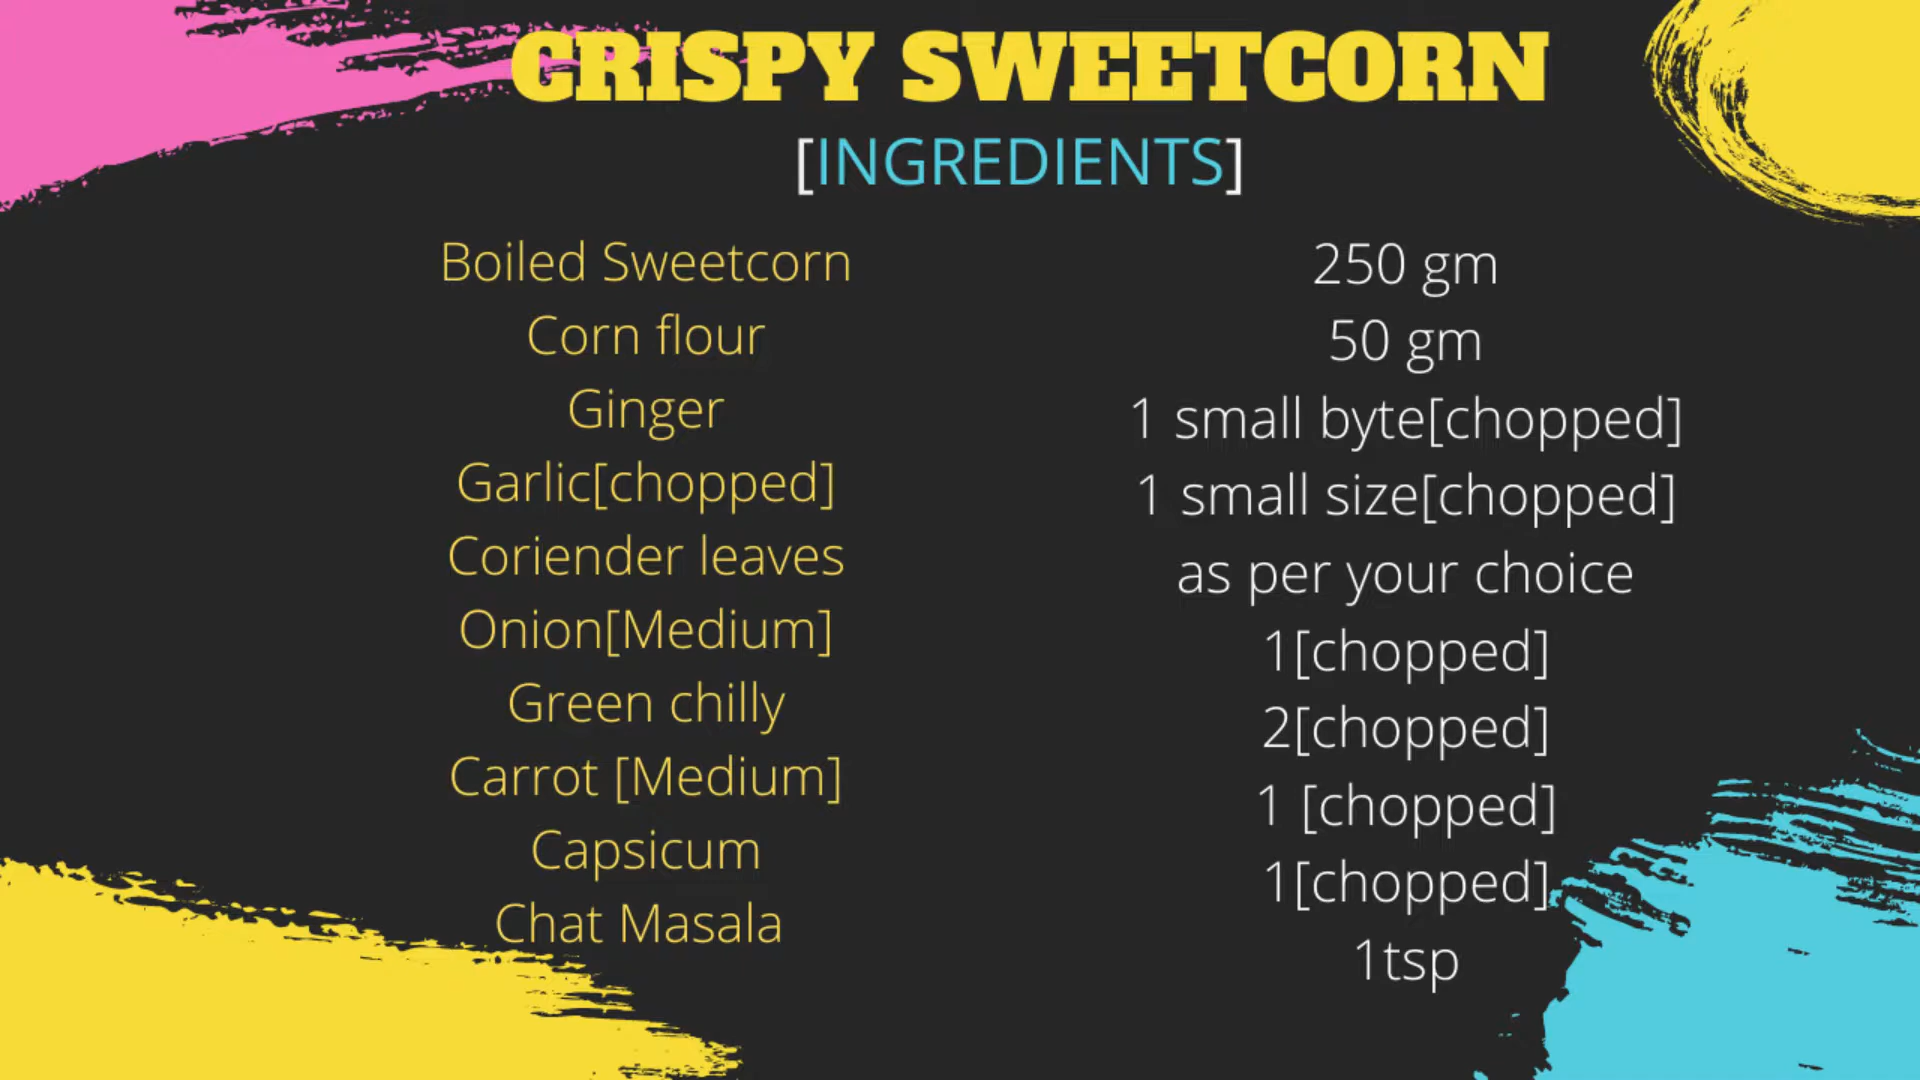 CRISPY SWEETCORN
[INGREDIENTS]
Boiled Sweetcorn 250 gm
Corn flour 50 gm
Ginger 1 small byte[chopped]
Garlic[chopped] 1 small size[chopped]
Coriender leaves as per your choice
Onion[Medium] 1[chopped]
Green chilly 2[chopped]
Carrot [Medium] 1 [chopped]
Capsicum 1[chopped]
Chat Masala 1tsp